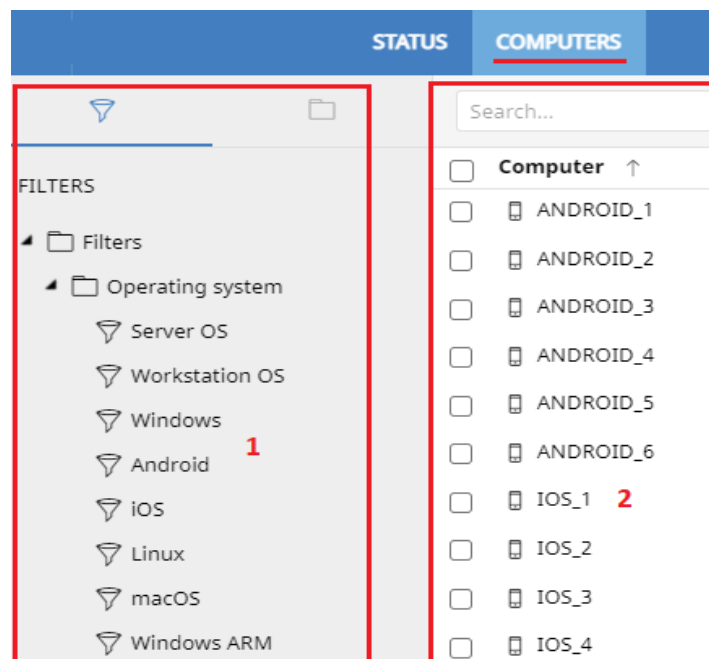 STATUS COMPUTERS
FILTERS
Filters
Operating system
Server OS
Workstation OS
Windows
Android
iOS
Linux
macOS
Windows ARM
1
Search...
Computer ↑
ANDROID_1
ANDROID_2
ANDROID_3
ANDROID_4
ANDROID_5
ANDROID_6
IOS_1 2
IOS_2
IOS_3
IOS_4